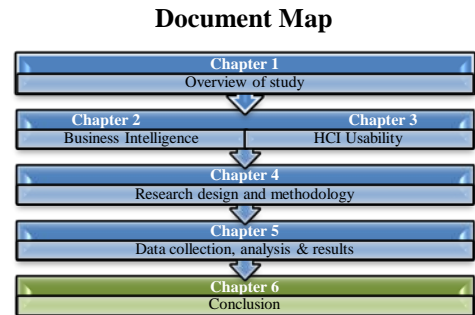 Document Map
Chapter 1
Overview of study
Chapter 2 Chapter 3
Business Intelligence HCI Usability
Chapter 4
Research design and methodology
Chapter 5
Data collection, analysis & results
Chapter 6
Conclusion